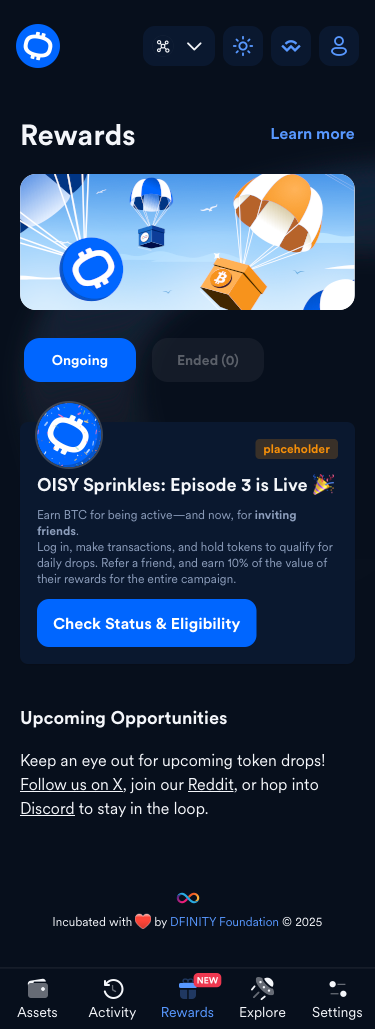 Rewards
Learn more
Ongoing
Ended (0)
placeholder
OISY Sprinkles: Episode 3 is Live 🎉
Earn BTC for being active—and now, for inviting
friends.
Log in, make transactions, and hold tokens to qualify for
daily drops. Refer a friend, and earn 10% of the value of
their rewards for the entire campaign.
Check Status & Eligibility
Upcoming Opportunities
Keep an eye out for upcoming token drops!
Follow us on X, join our Reddit, or hop into
Discord to stay in the loop.
Incubated with ❤️ by DFINITY Foundation © 2025
NEW
Assets
Activity
Rewards
Explore
Settings